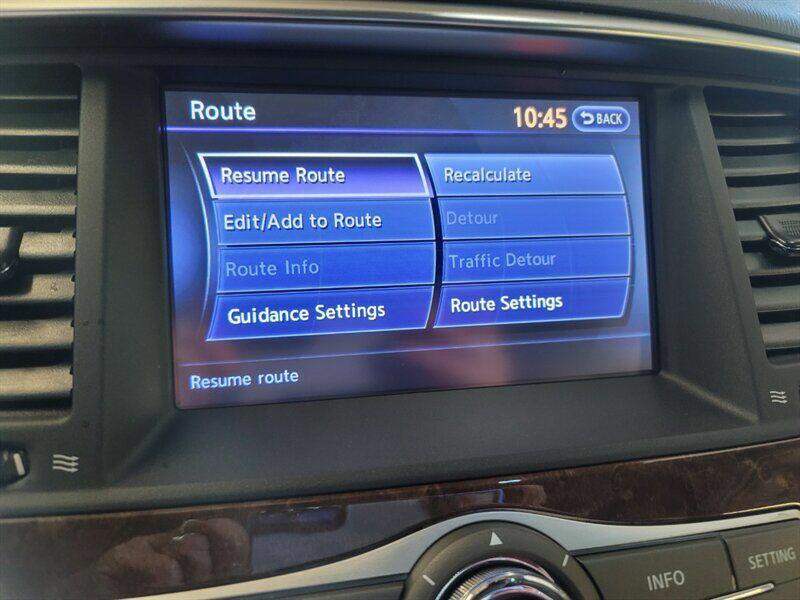 Route
10:45
BACK
Resume Route
Recalculate
Edit/Add to Route
Detour
Route Info
Traffic Detour
Guidance Settings
Route Settings
Resume route
INFO
SETTING